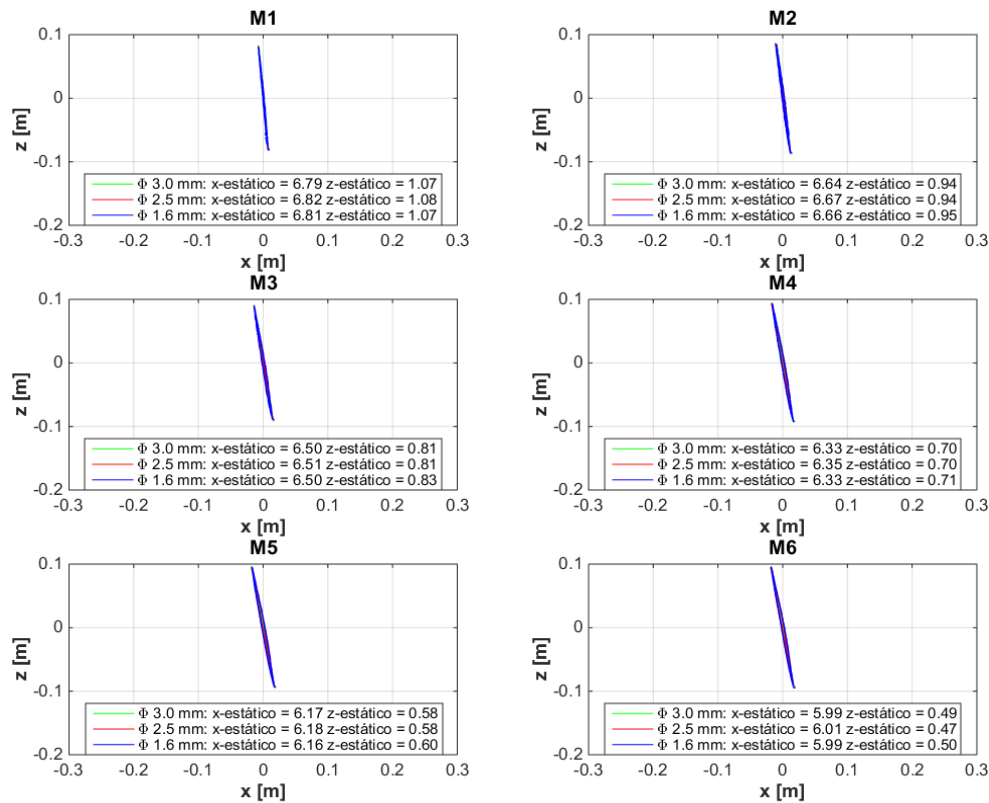 M1
0.1
0
-0.1
-0.2
z [m]
Φ 3.0 mm: x-estático = 6.79 z-estático = 1.07
Φ 2.5 mm: x-estático = 6.82 z-estático = 1.08
Φ 1.6 mm: x-estático = 6.81 z-estático = 1.07
-0.3 -0.2 -0.1 0 0.1 0.2 0.3
x [m]
M2
0.1
0
-0.1
-0.2
z [m]
Φ 3.0 mm: x-estático = 6.64 z-estático = 0.94
Φ 2.5 mm: x-estático = 6.67 z-estático = 0.94
Φ 1.6 mm: x-estático = 6.66 z-estático = 0.95
-0.3 -0.2 -0.1 0 0.1 0.2 0.3
x [m]
M3
0.1
0
-0.1
-0.2
z [m]
Φ 3.0 mm: x-estático = 6.50 z-estático = 0.81
Φ 2.5 mm: x-estático = 6.51 z-estático = 0.81
Φ 1.6 mm: x-estático = 6.50 z-estático = 0.83
-0.3 -0.2 -0.1 0 0.1 0.2 0.3
x [m]
M4
0.1
0
-0.1
-0.2
z [m]
Φ 3.0 mm: x-estático = 6.33 z-estático = 0.70
Φ 2.5 mm: x-estático = 6.35 z-estático = 0.70
Φ 1.6 mm: x-estático = 6.33 z-estático = 0.71
-0.3 -0.2 -0.1 0 0.1 0.2 0.3
x [m]
M5
0.1
0
-0.1
-0.2
z [m]
Φ 3.0 mm: x-estático = 6.17 z-estático = 0.58
Φ 2.5 mm: x-estático = 6.18 z-estático = 0.58
Φ 1.6 mm: x-estático = 6.16 z-estático = 0.60
-0.3 -0.2 -0.1 0 0.1 0.2 0.3
x [m]
M6
0.1
0
-0.1
-0.2
z [m]
Φ 3.0 mm: x-estático = 5.99 z-estático = 0.49
Φ 2.5 mm: x-estático = 6.01 z-estático = 0.47
Φ 1.6 mm: x-estático = 5.99 z-estático = 0.50
-0.3 -0.2 -0.1 0 0.1 0.2 0.3
x [m]